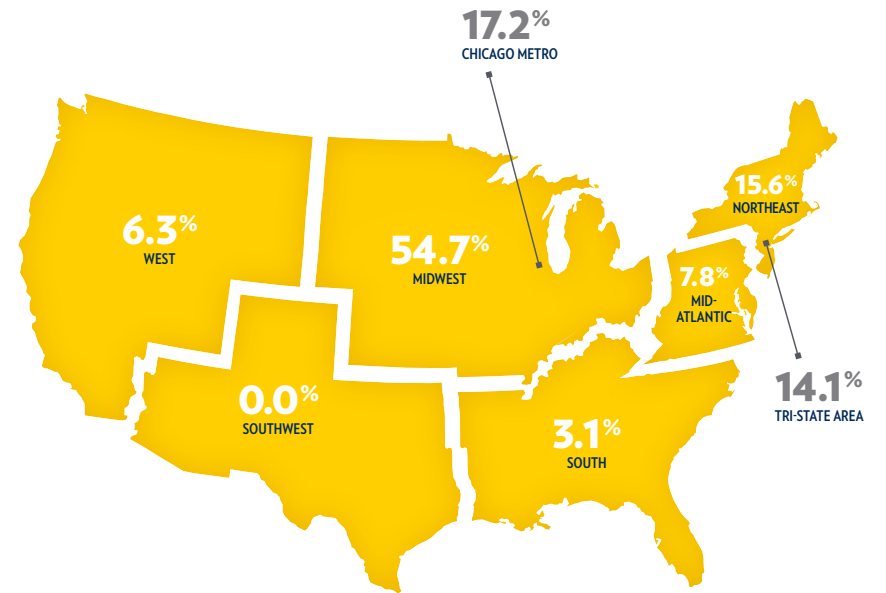 17.2%
CHICAGO METRO
15.6%
NORTHEAST
6.3%
WEST
54.7%
MIDWEST
7.8%
MID-
ATLANTIC
14.1%
TRI-STATE AREA
0.0%
SOUTHWEST
3.1%
SOUTH